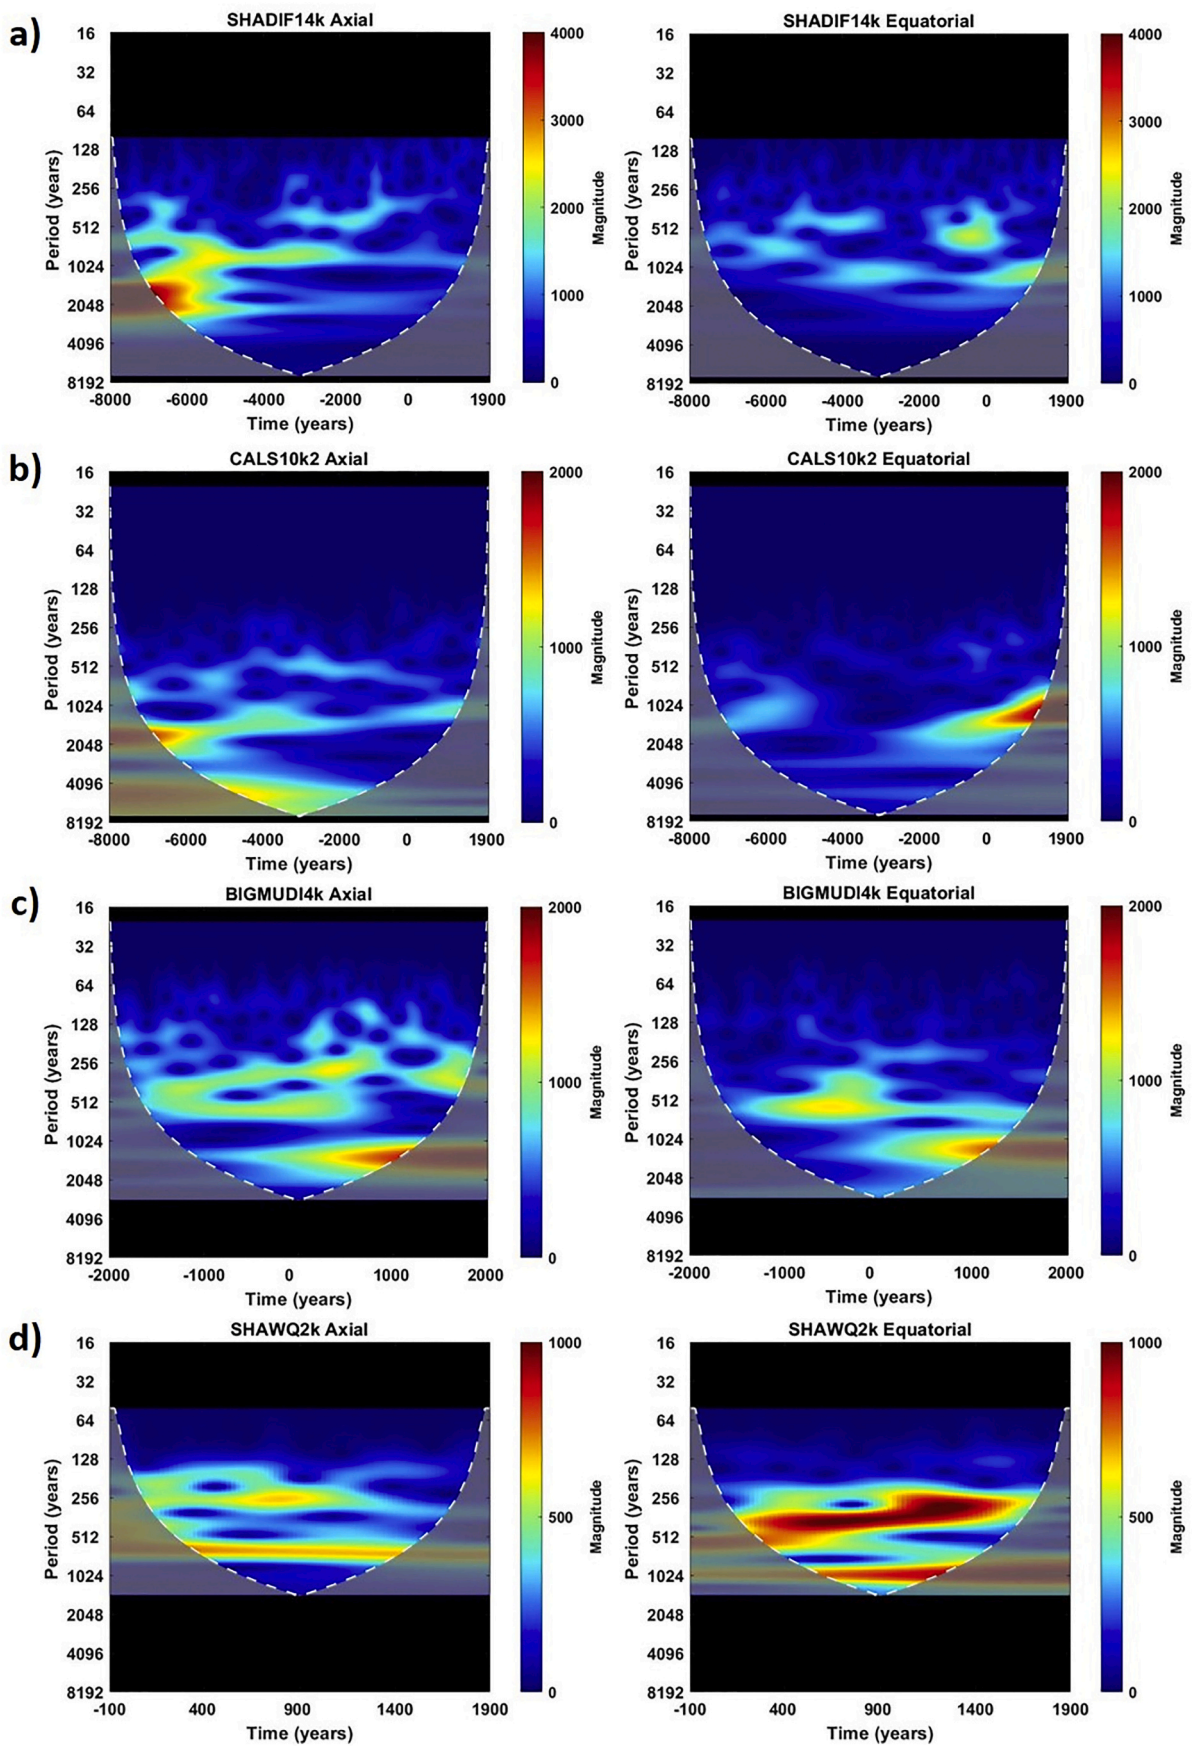 a)
SHADIF14k Axial
16
32
64
128
256
512
1024
2048
4096
8192
Period (years)
-8000 -6000 -4000 -2000 0 1900
Time (years)
4000
3000
2000
1000
0
Magnitude
SHADIF14k Equatorial
16
32
64
128
256
512
1024
2048
4096
8192
Period (years)
-8000 -6000 -4000 -2000 0 1900
Time (years)
4000
3000
2000
1000
0
Magnitude
b)
CALS10k2 Axial
16
32
64
128
256
512
1024
2048
4096
8192
Period (years)
-8000 -6000 -4000 -2000 0 1900
Time (years)
2000
1000
0
Magnitude
CALS10k2 Equatorial
16
32
64
128
256
512
1024
2048
4096
8192
Period (years)
-8000 -6000 -4000 -2000 0 1900
Time (years)
2000
1000
0
Magnitude
c)
BIGMUDI4k Axial
16
32
64
128
256
512
1024
2048
4096
8192
Period (years)
-2000 -1000 0 1000 2000
Time (years)
2000
1000
0
Magnitude
BIGMUDI4k Equatorial
16
32
64
128
256
512
1024
2048
4096
8192
Period (years)
-2000 -1000 0 1000 2000
Time (years)
2000
1000
0
Magnitude
d)
SHAWQ2k Axial
16
32
64
128
256
512
1024
2048
4096
8192
Period (years)
-100 400 900 1400 1900
Time (years)
1000
500
0
Magnitude
SHAWQ2k Equatorial
16
32
64
128
256
512
1024
2048
4096
8192
Period (years)
-100 400 900 1400 1900
Time (years)
1000
500
0
Magnitude